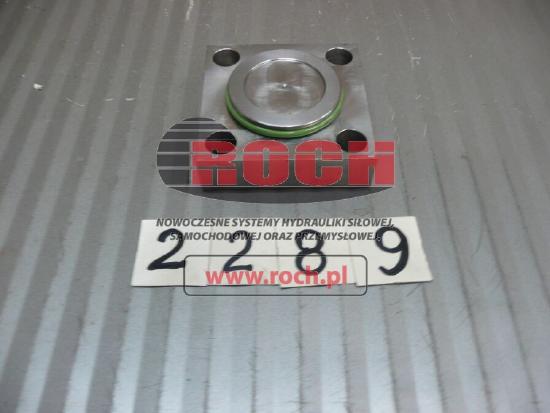 ROCH
NOWOCZESNE SYSTEMY HYDRAULIKI SIŁOWEJ,
SAMOCHODOWEJ ORAZ PRZEMYSŁOWEJ
2289
www.roch.pl